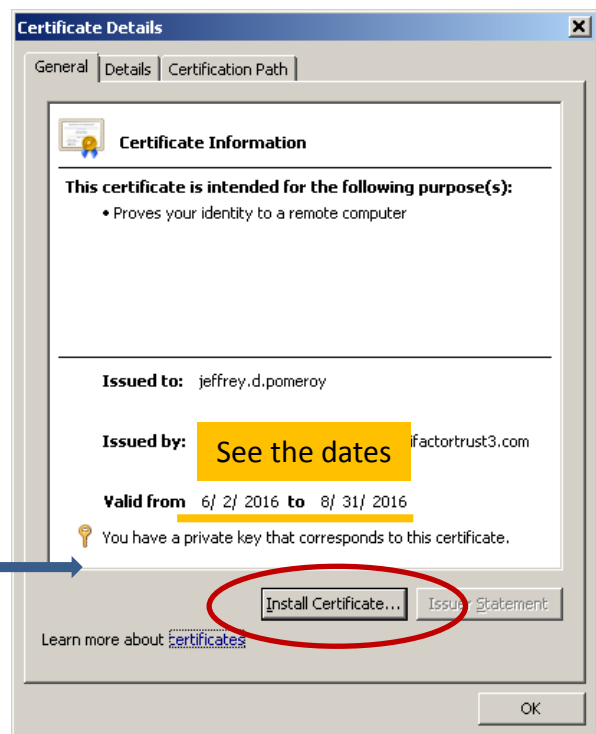 Certificate Details
General Details Certification Path
Certificate Information
This certificate is intended for the following purpose(s):
• Proves your identity to a remote computer
Issued to: jeffrey.d.pomeroy
Issued by: See the dates ifactortrust3.com
Valid from 6/ 2/ 2016 to 8/ 31/ 2016
You have a private key that corresponds to this certificate.
Install Certificate... Issuer Statement
Learn more about certificates
OK